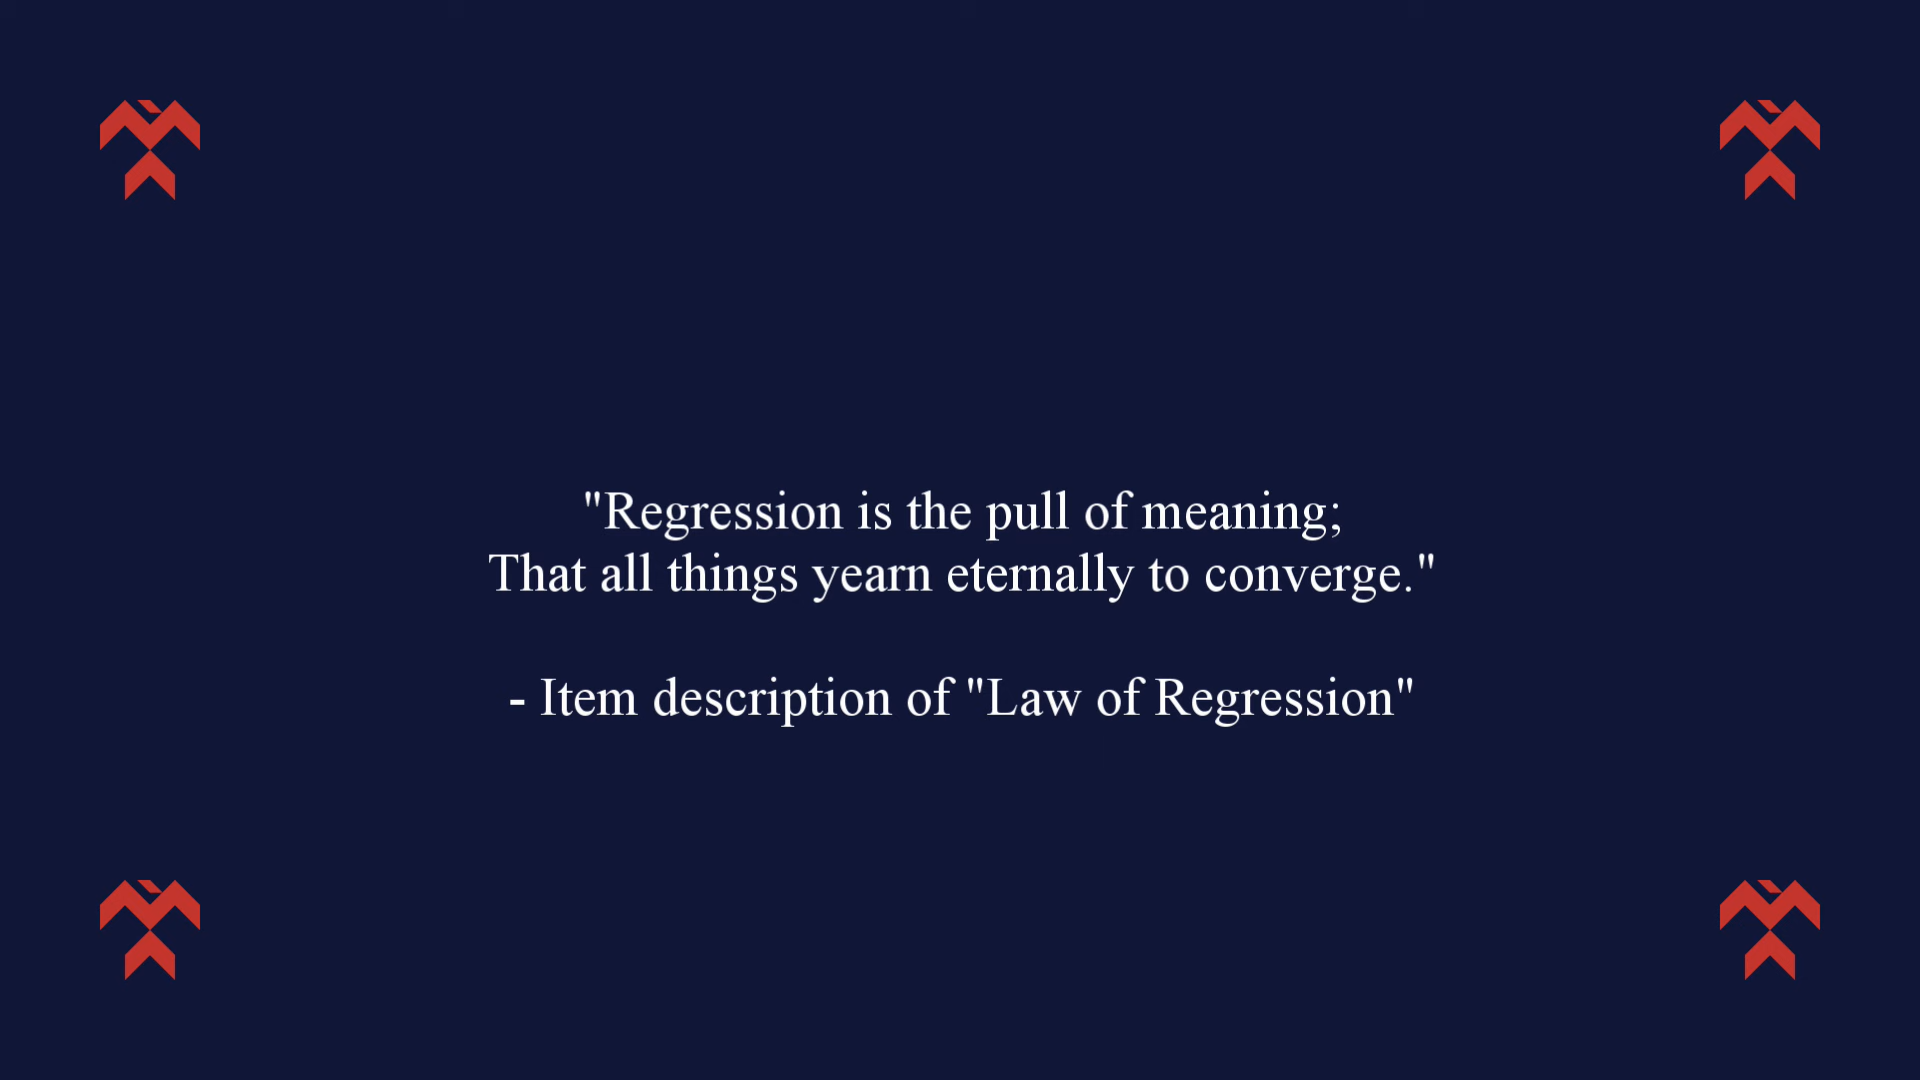 "Regression is the pull of meaning;
That all things yearn eternally to converge."
- Item description of "Law of Regression"